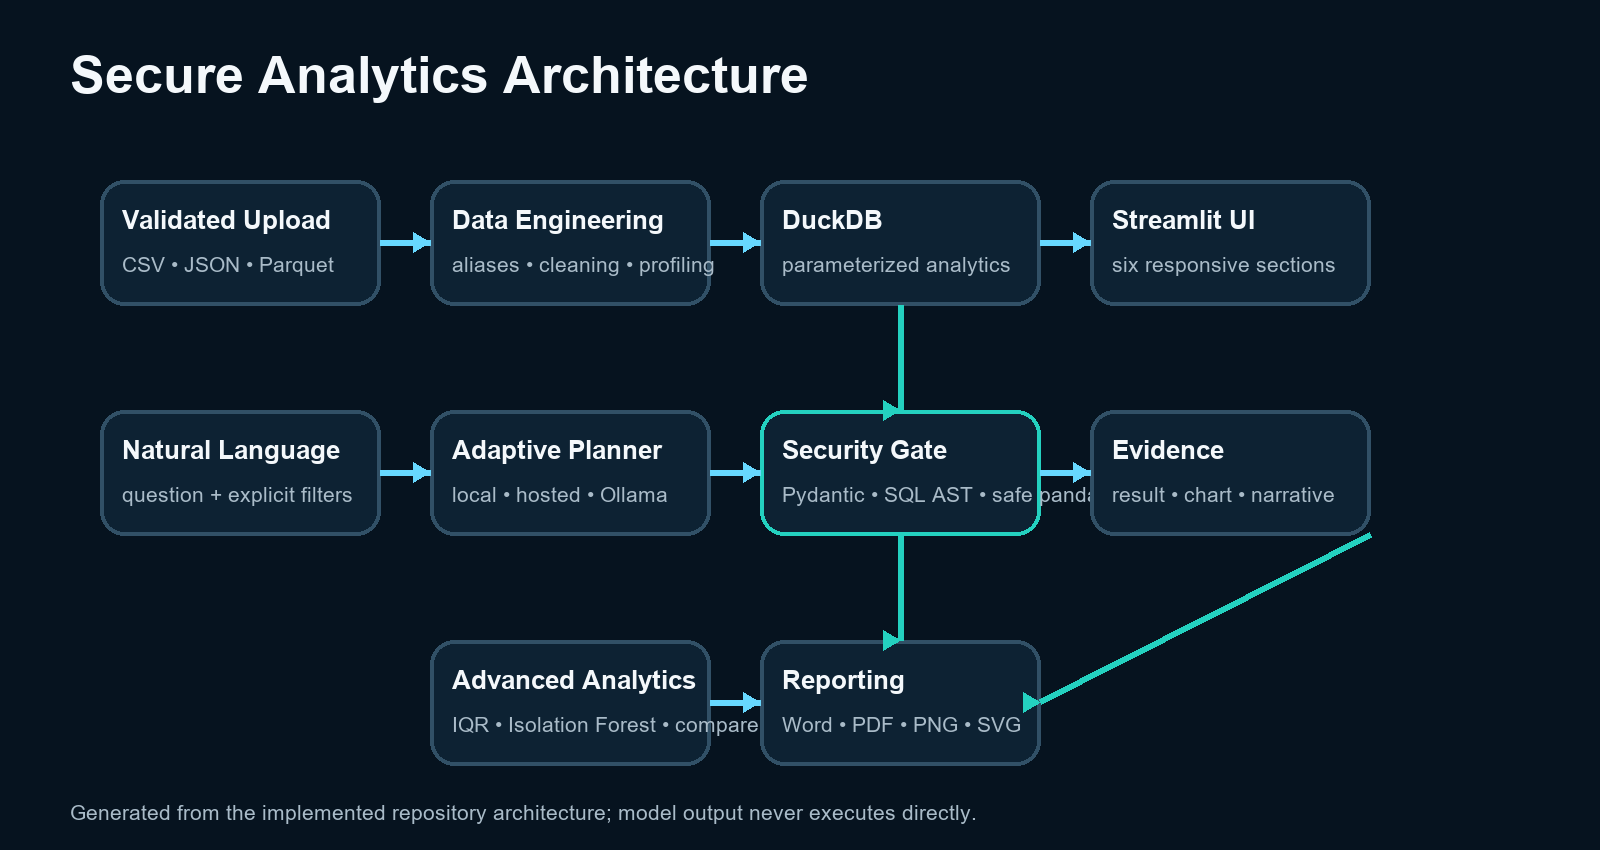 Secure Analytics Architecture
Validated Upload
CSV • JSON • Parquet
Data Engineering
aliases • cleaning • profiling
DuckDB
parameterized analytics
Streamlit UI
six responsive sections
Natural Language
question + explicit filters
Adaptive Planner
local • hosted • Ollama
Security Gate
Pydantic • SQL AST • safe panda
Evidence
result • chart • narrative
Advanced Analytics
IQR • Isolation Forest • compare
Reporting
Word • PDF • PNG • SVG
Generated from the implemented repository architecture; model output never executes directly.